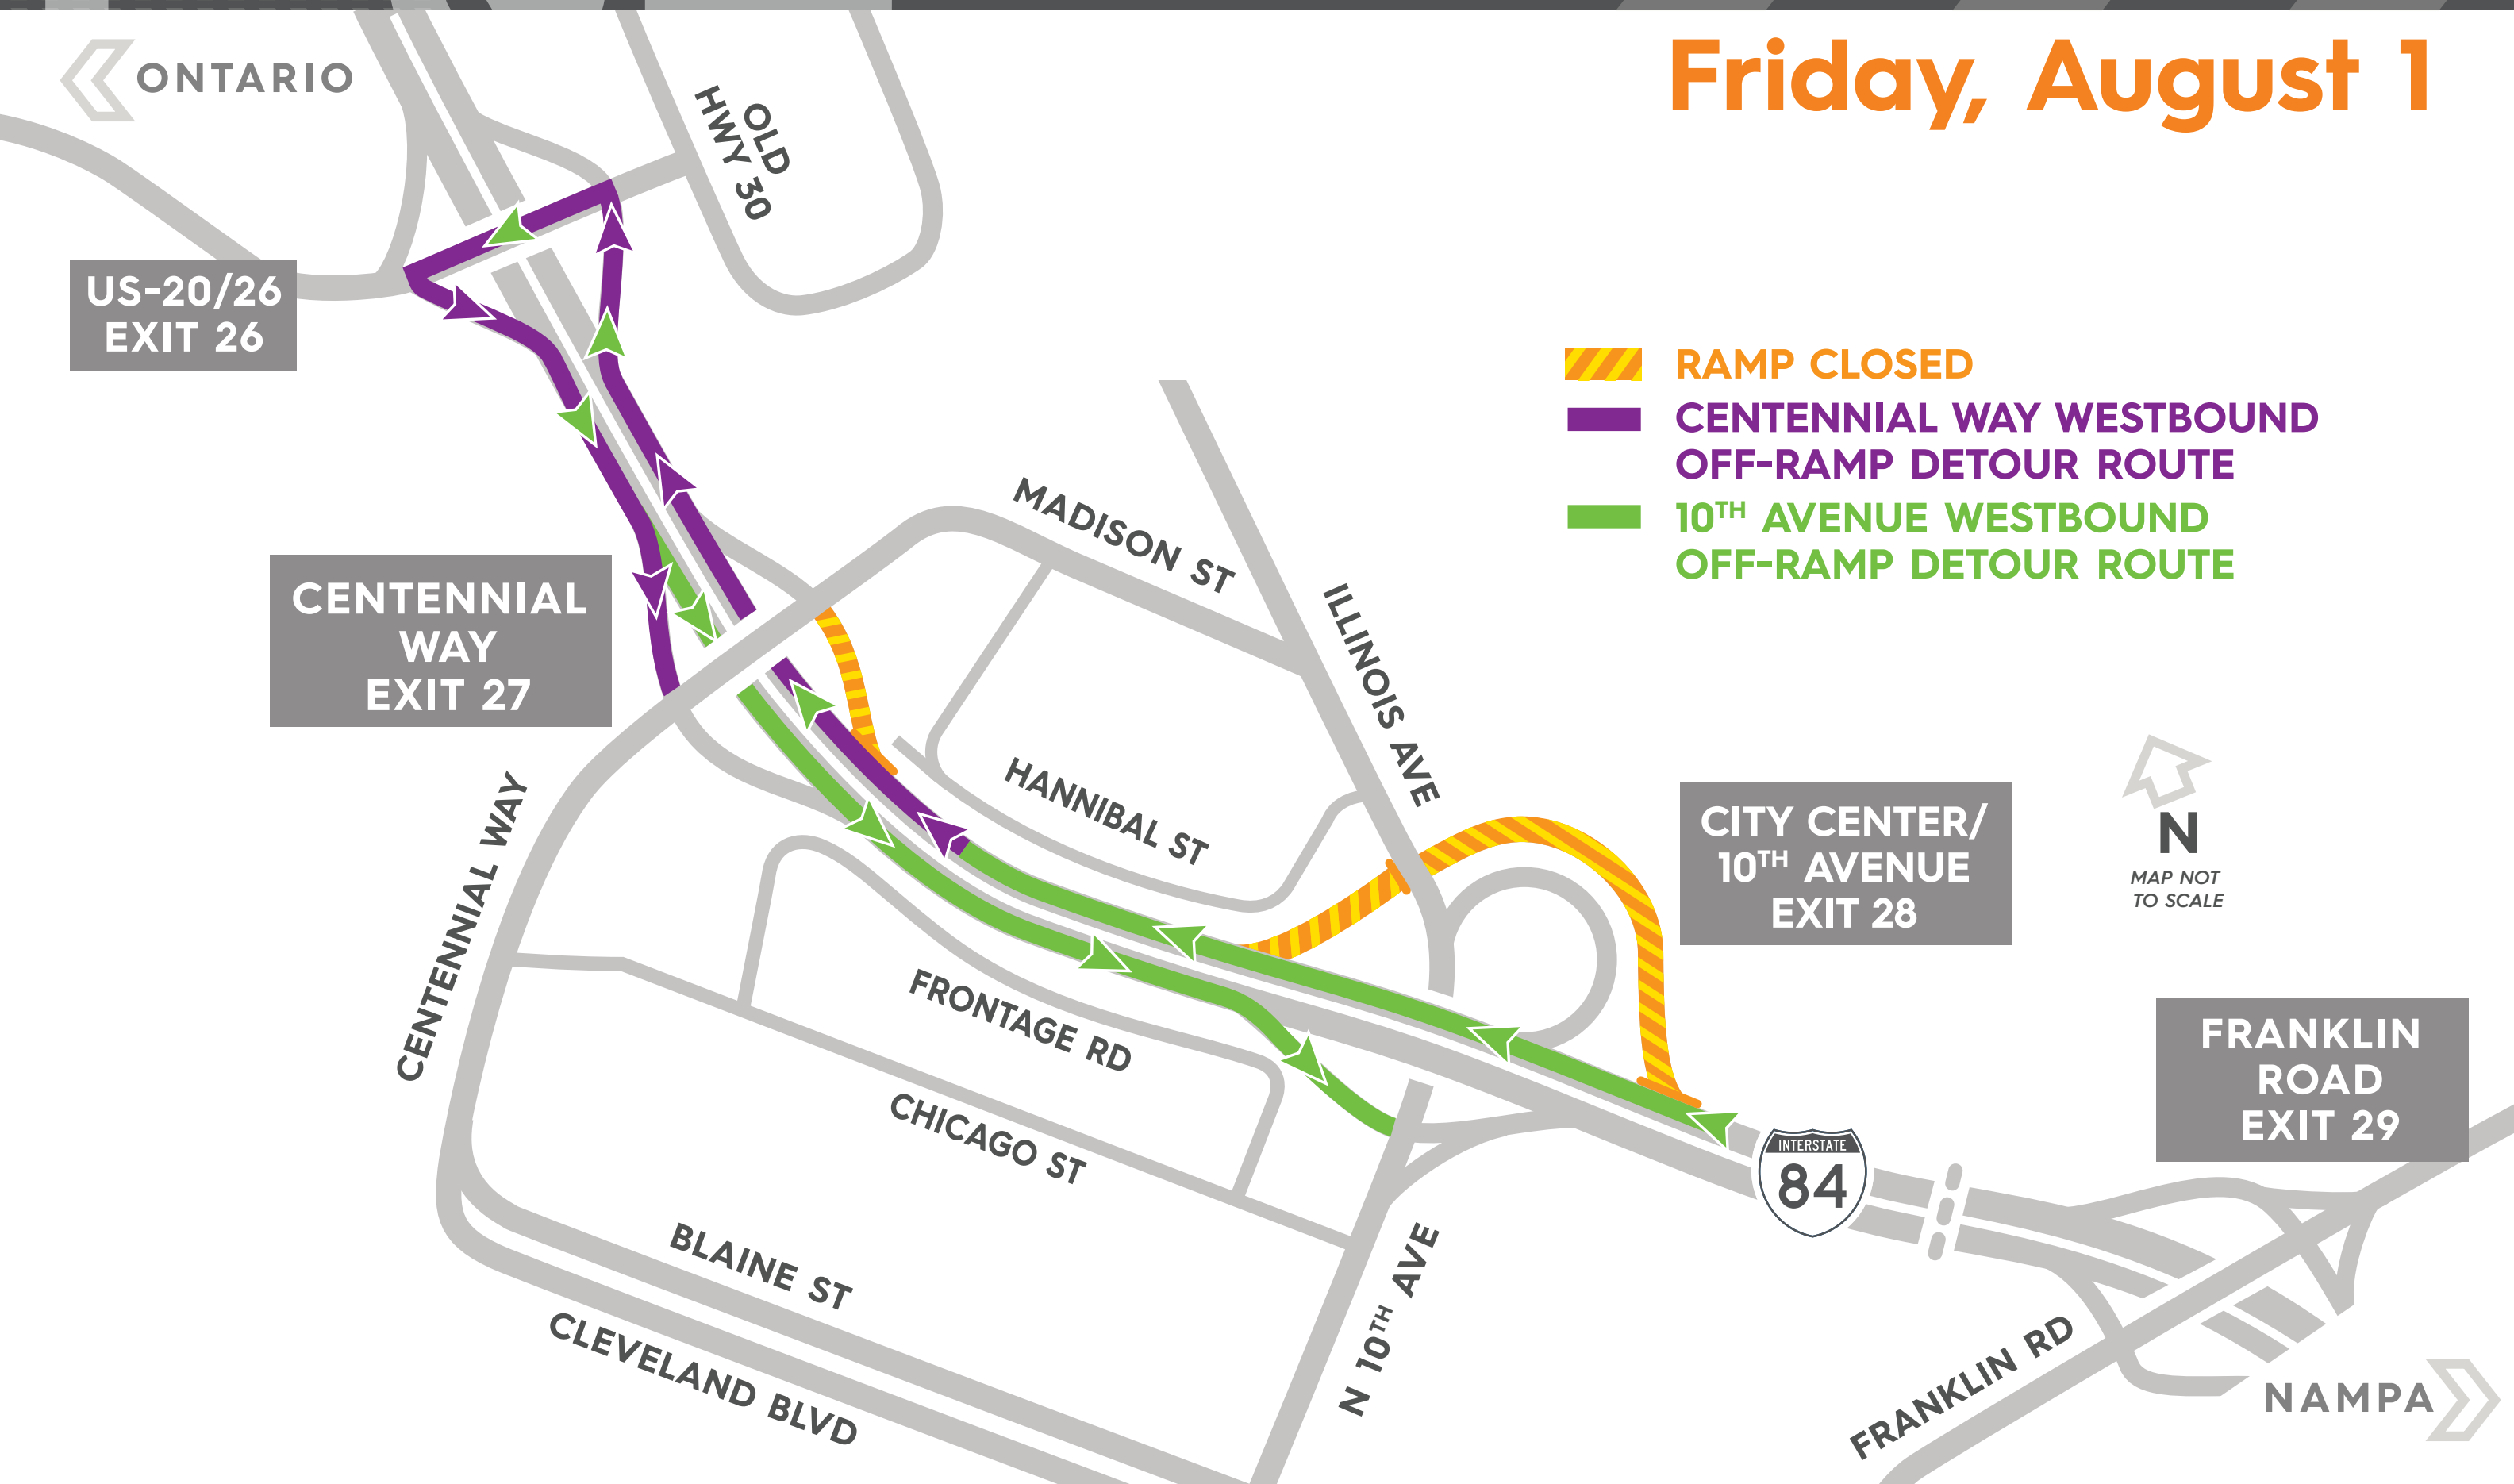 Friday, August 1
ONTARIO
OLD
HWY 30
US-20/26
EXIT 26
RAMP CLOSED
CENTENNIAL WAY WESTBOUND
OFF-RAMP DETOUR ROUTE
10TH AVENUE WESTBOUND
OFF-RAMP DETOUR ROUTE
MADISON ST
ILLINOIS AVE
CENTENNIAL
WAY
EXIT 27
HANNIBAL ST
CENTENNIAL WAY
CITY CENTER/
10TH AVENUE
EXIT 28
N
MAP NOT
TO SCALE
FRONTAGE RD
CHICAGO ST
FRANKLIN
ROAD
EXIT 29
INTERSTATE
84
BLAINE ST
CLEVELAND BLVD
N 10TH AVE
FRANKLIN RD
NAMPA